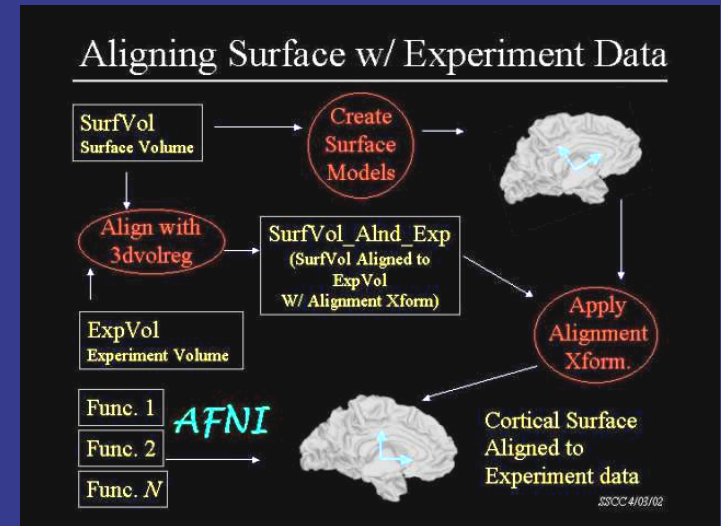 Aligning Surface w/ Experiment Data
SurfVol
Surface Volume
Create
Surface
Models
Align with
3dvolreg
SurfVol_Alnd_Exp
(SurfVol Aligned to
ExpVol
W/ Alignment Xform)
ExpVol
Experiment Volume
Apply
Alignment
Xform.
Func. 1
Func. 2
Func. N
AFNI
Cortical Surface
Aligned to
Experiment data
SSCC 4/03/02